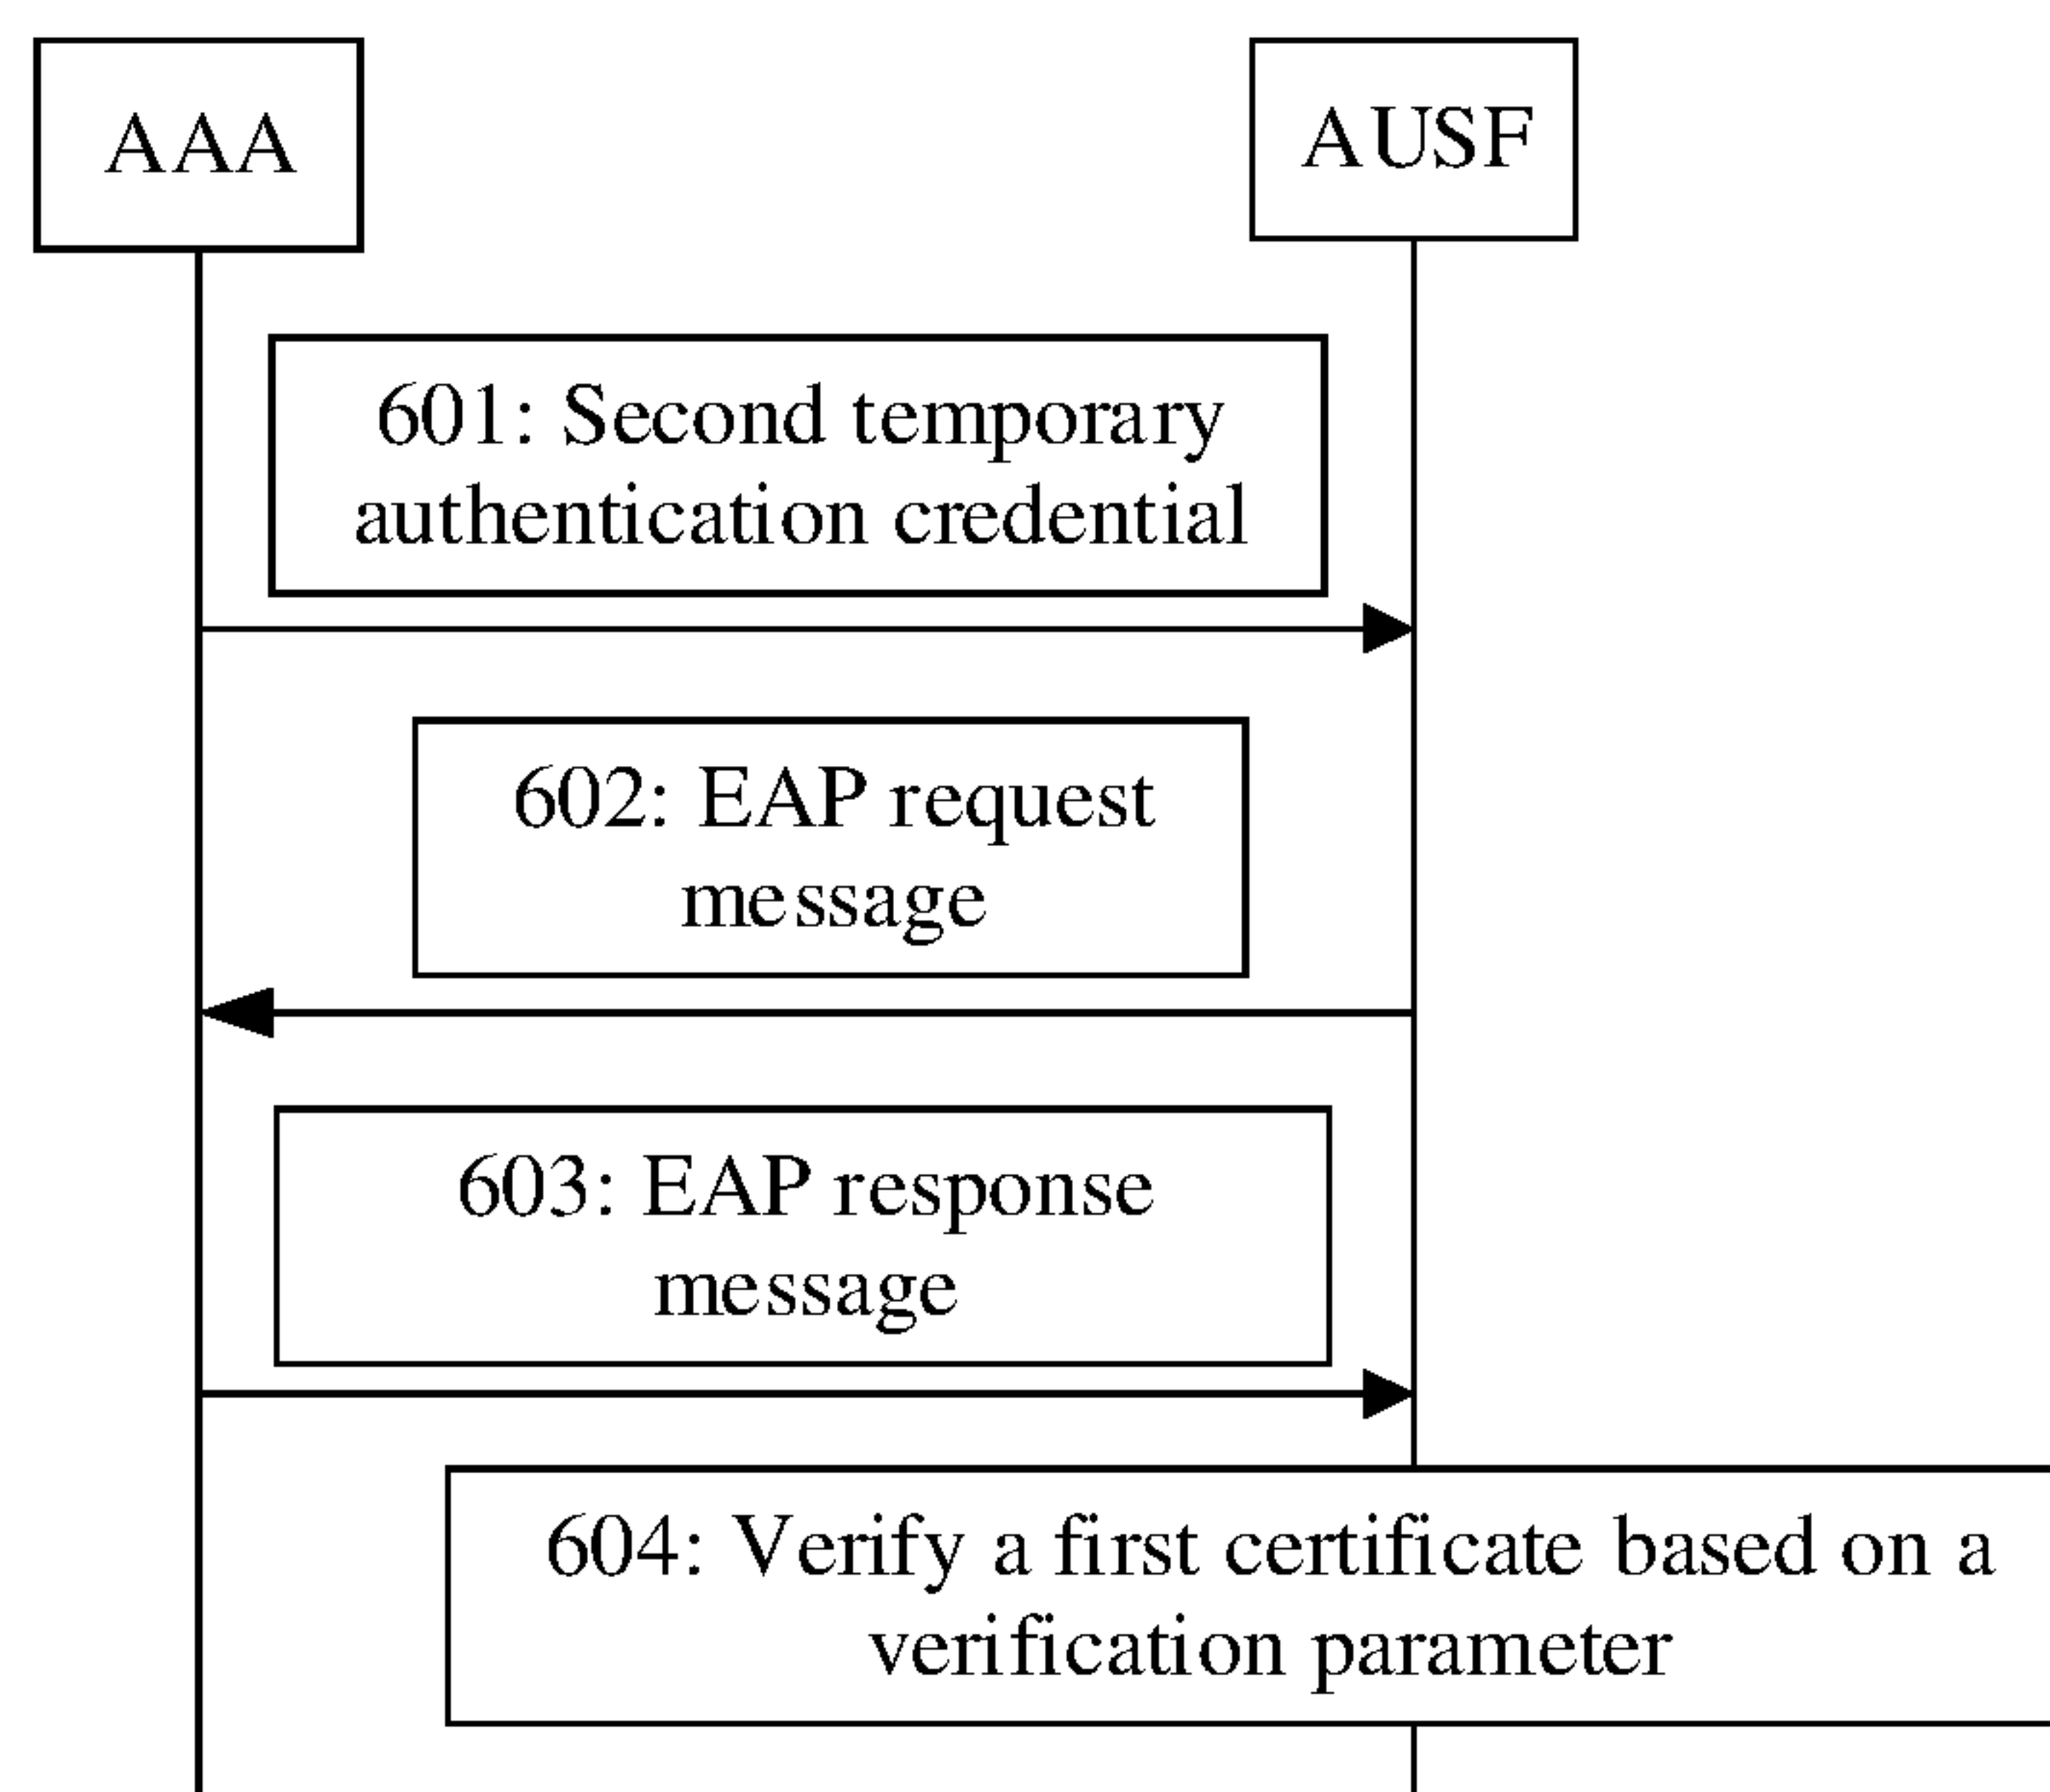 AAA
AUSF
601: Second temporary
authentication credential
602: EAP request
message
603: EAP response
message
604: Verify a first certificate based on a
verification parameter